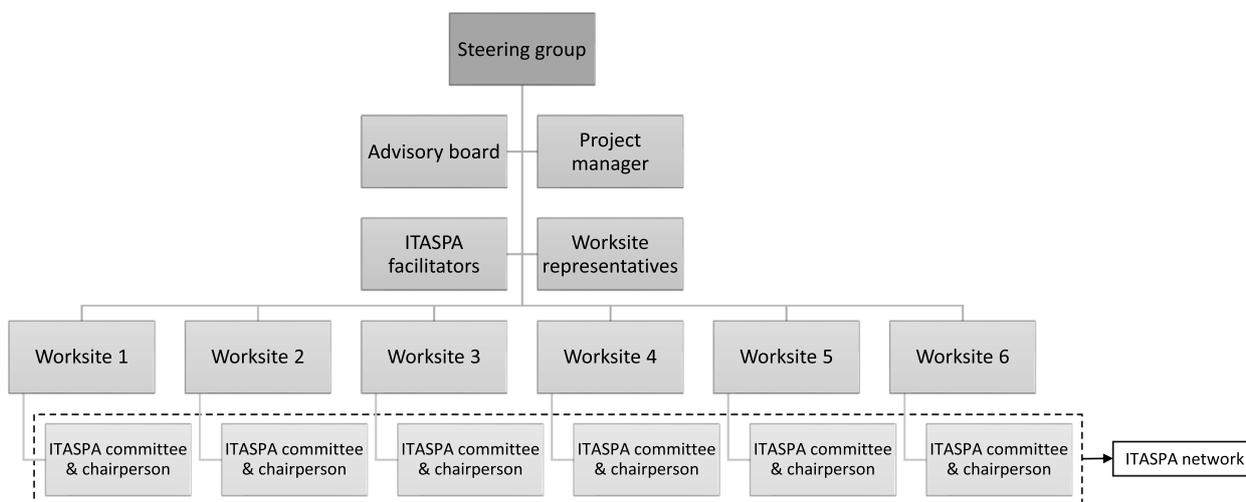 Steering group
Advisory board
Project
manager
ITASPA
facilitators
Worksite
representatives
Worksite 1
Worksite 2
Worksite 3
Worksite 4
Worksite 5
Worksite 6
ITASPA committee
& chairperson
ITASPA committee
& chairperson
ITASPA committee
& chairperson
ITASPA committee
& chairperson
ITASPA committee
& chairperson
ITASPA committee
& chairperson
ITASPA network